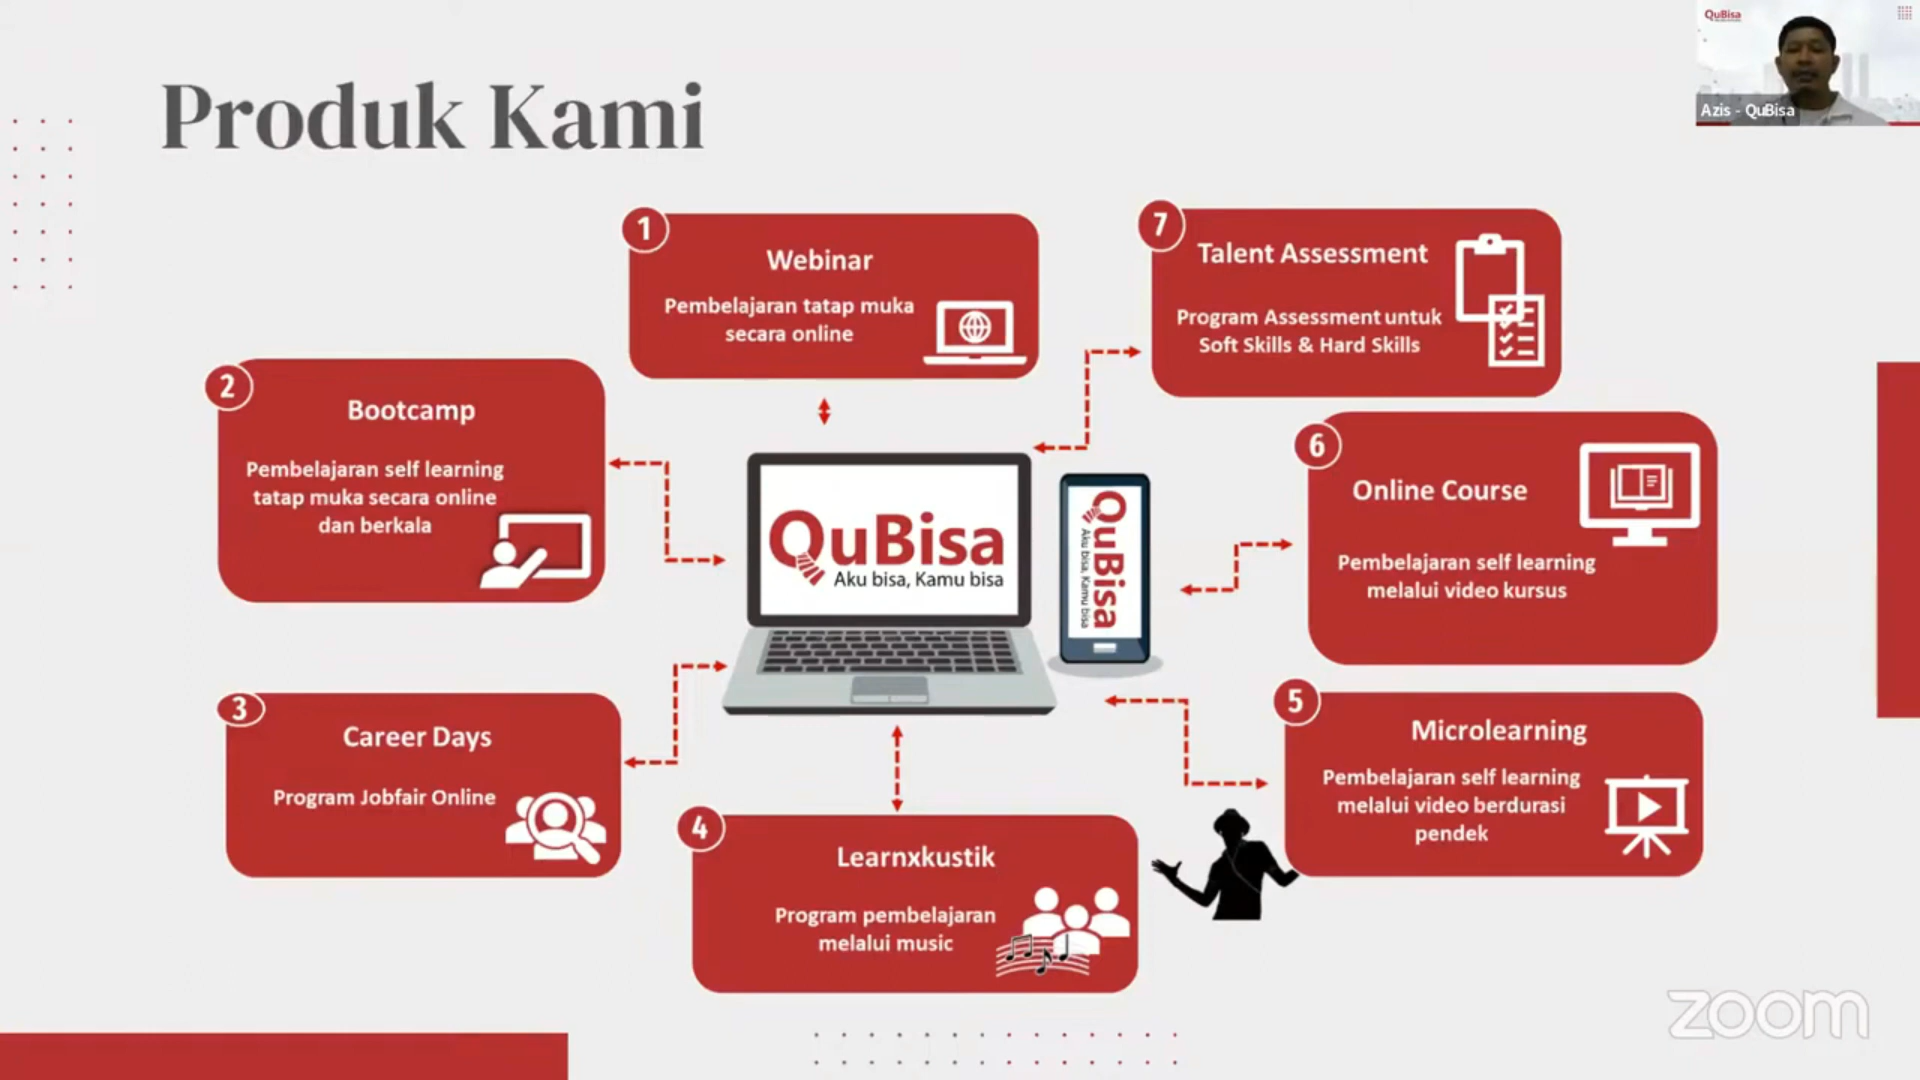 Produk Kami
QuBisa
Azis - QuBisa
1
Webinar
Pembelajaran tatap muka
secara online
7
Talent Assessment
Program Assessment untuk
Soft Skills & Hard Skills
2
Bootcamp
Pembelajaran self learning
tatap muka secara online
dan berkala
QuBisa
Aku bisa, Kamu bisa
QuBisa
Aku bisa, Kamu bisa
6
Online Course
Pembelajaran self learning
melalui video kursus
3
Career Days
Program Jobfair Online
4
Learnxkustik
Program pembelajaran
melalui music
5
Microlearning
Pembelajaran self learning
melalui video berdurasi
pendek
zoom